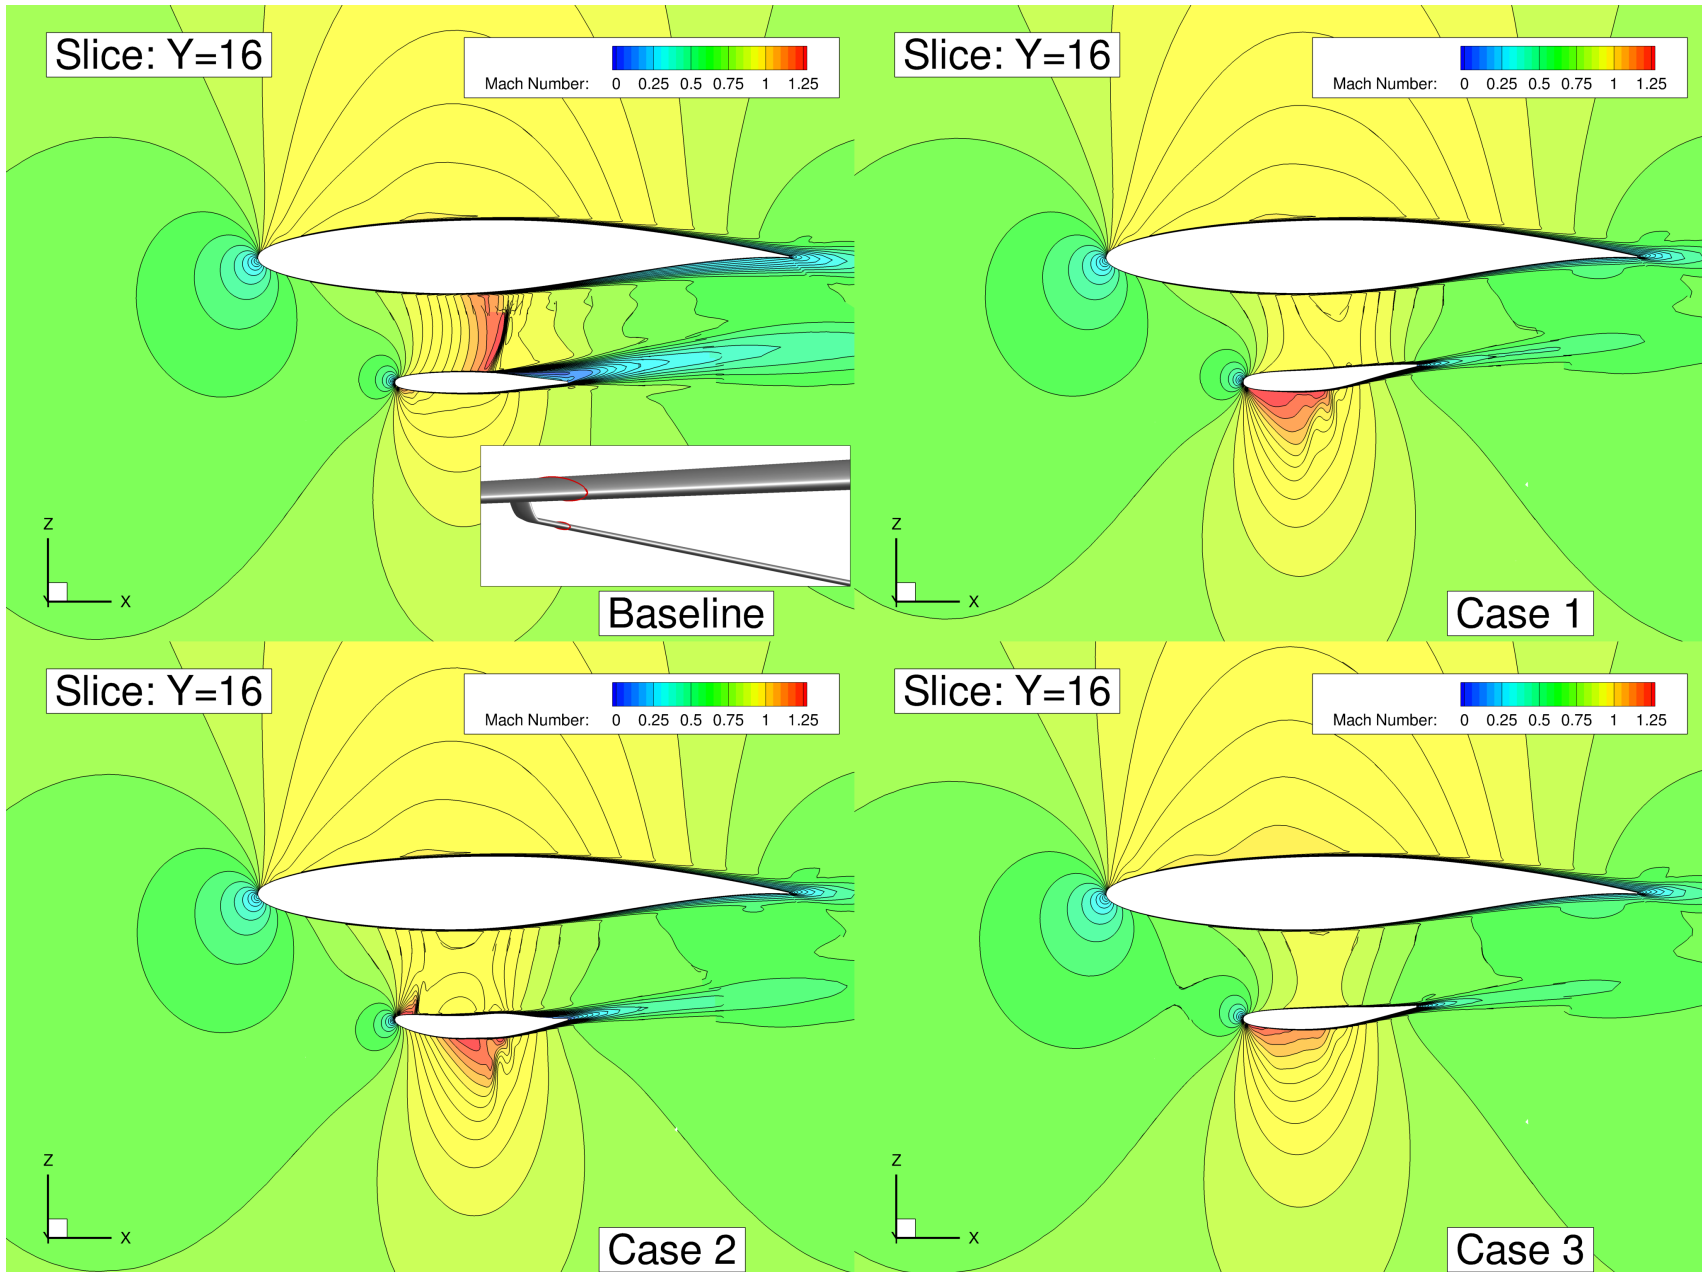 Slice: Y=16
Mach Number: 0 0.25 0.5 0.75 1 1.25
Z
Y X
Baseline
Slice: Y=16
Mach Number: 0 0.25 0.5 0.75 1 1.25
Z
Y X
Case 1
Slice: Y=16
Mach Number: 0 0.25 0.5 0.75 1 1.25
Z
Y X
Case 2
Slice: Y=16
Mach Number: 0 0.25 0.5 0.75 1 1.25
Z
Y X
Case 3